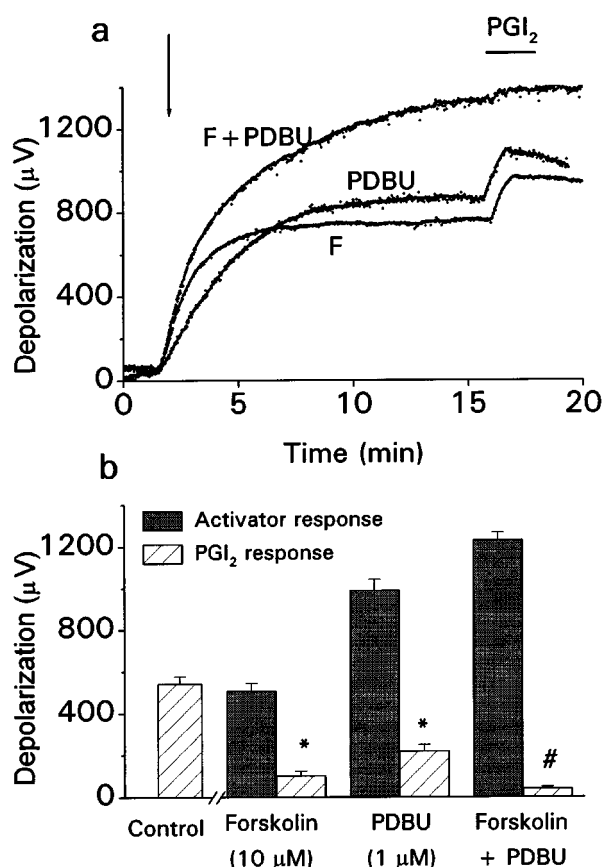 a
PGI₂
1200
800
400
0
Depolarization (μV)
F + PDBU
PDBU
F
0 5 10 15 20
Time (min)
b
Activator response
PGI₂ response
1200
800
400
0
Depolarization (μV)
* * #
Control Forskolin PDBU Forskolin
(10 μM) (1 μM) + PDBU